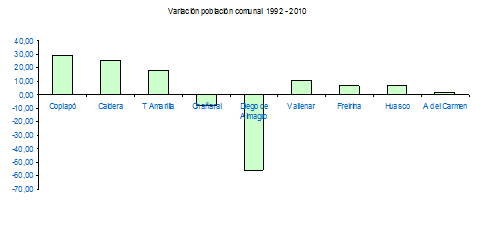 Variación población comunal 1992 - 2010
40,00
30,00
20,00
10,00
0,00
-10,00
-20,00
-30,00
-40,00
-50,00
-60,00
-70,00
Copiapó
Caldera
T Amarilla
Chañaral
Diego de
Almagro
Vallenar
Freirina
Huasco
A del Carmen